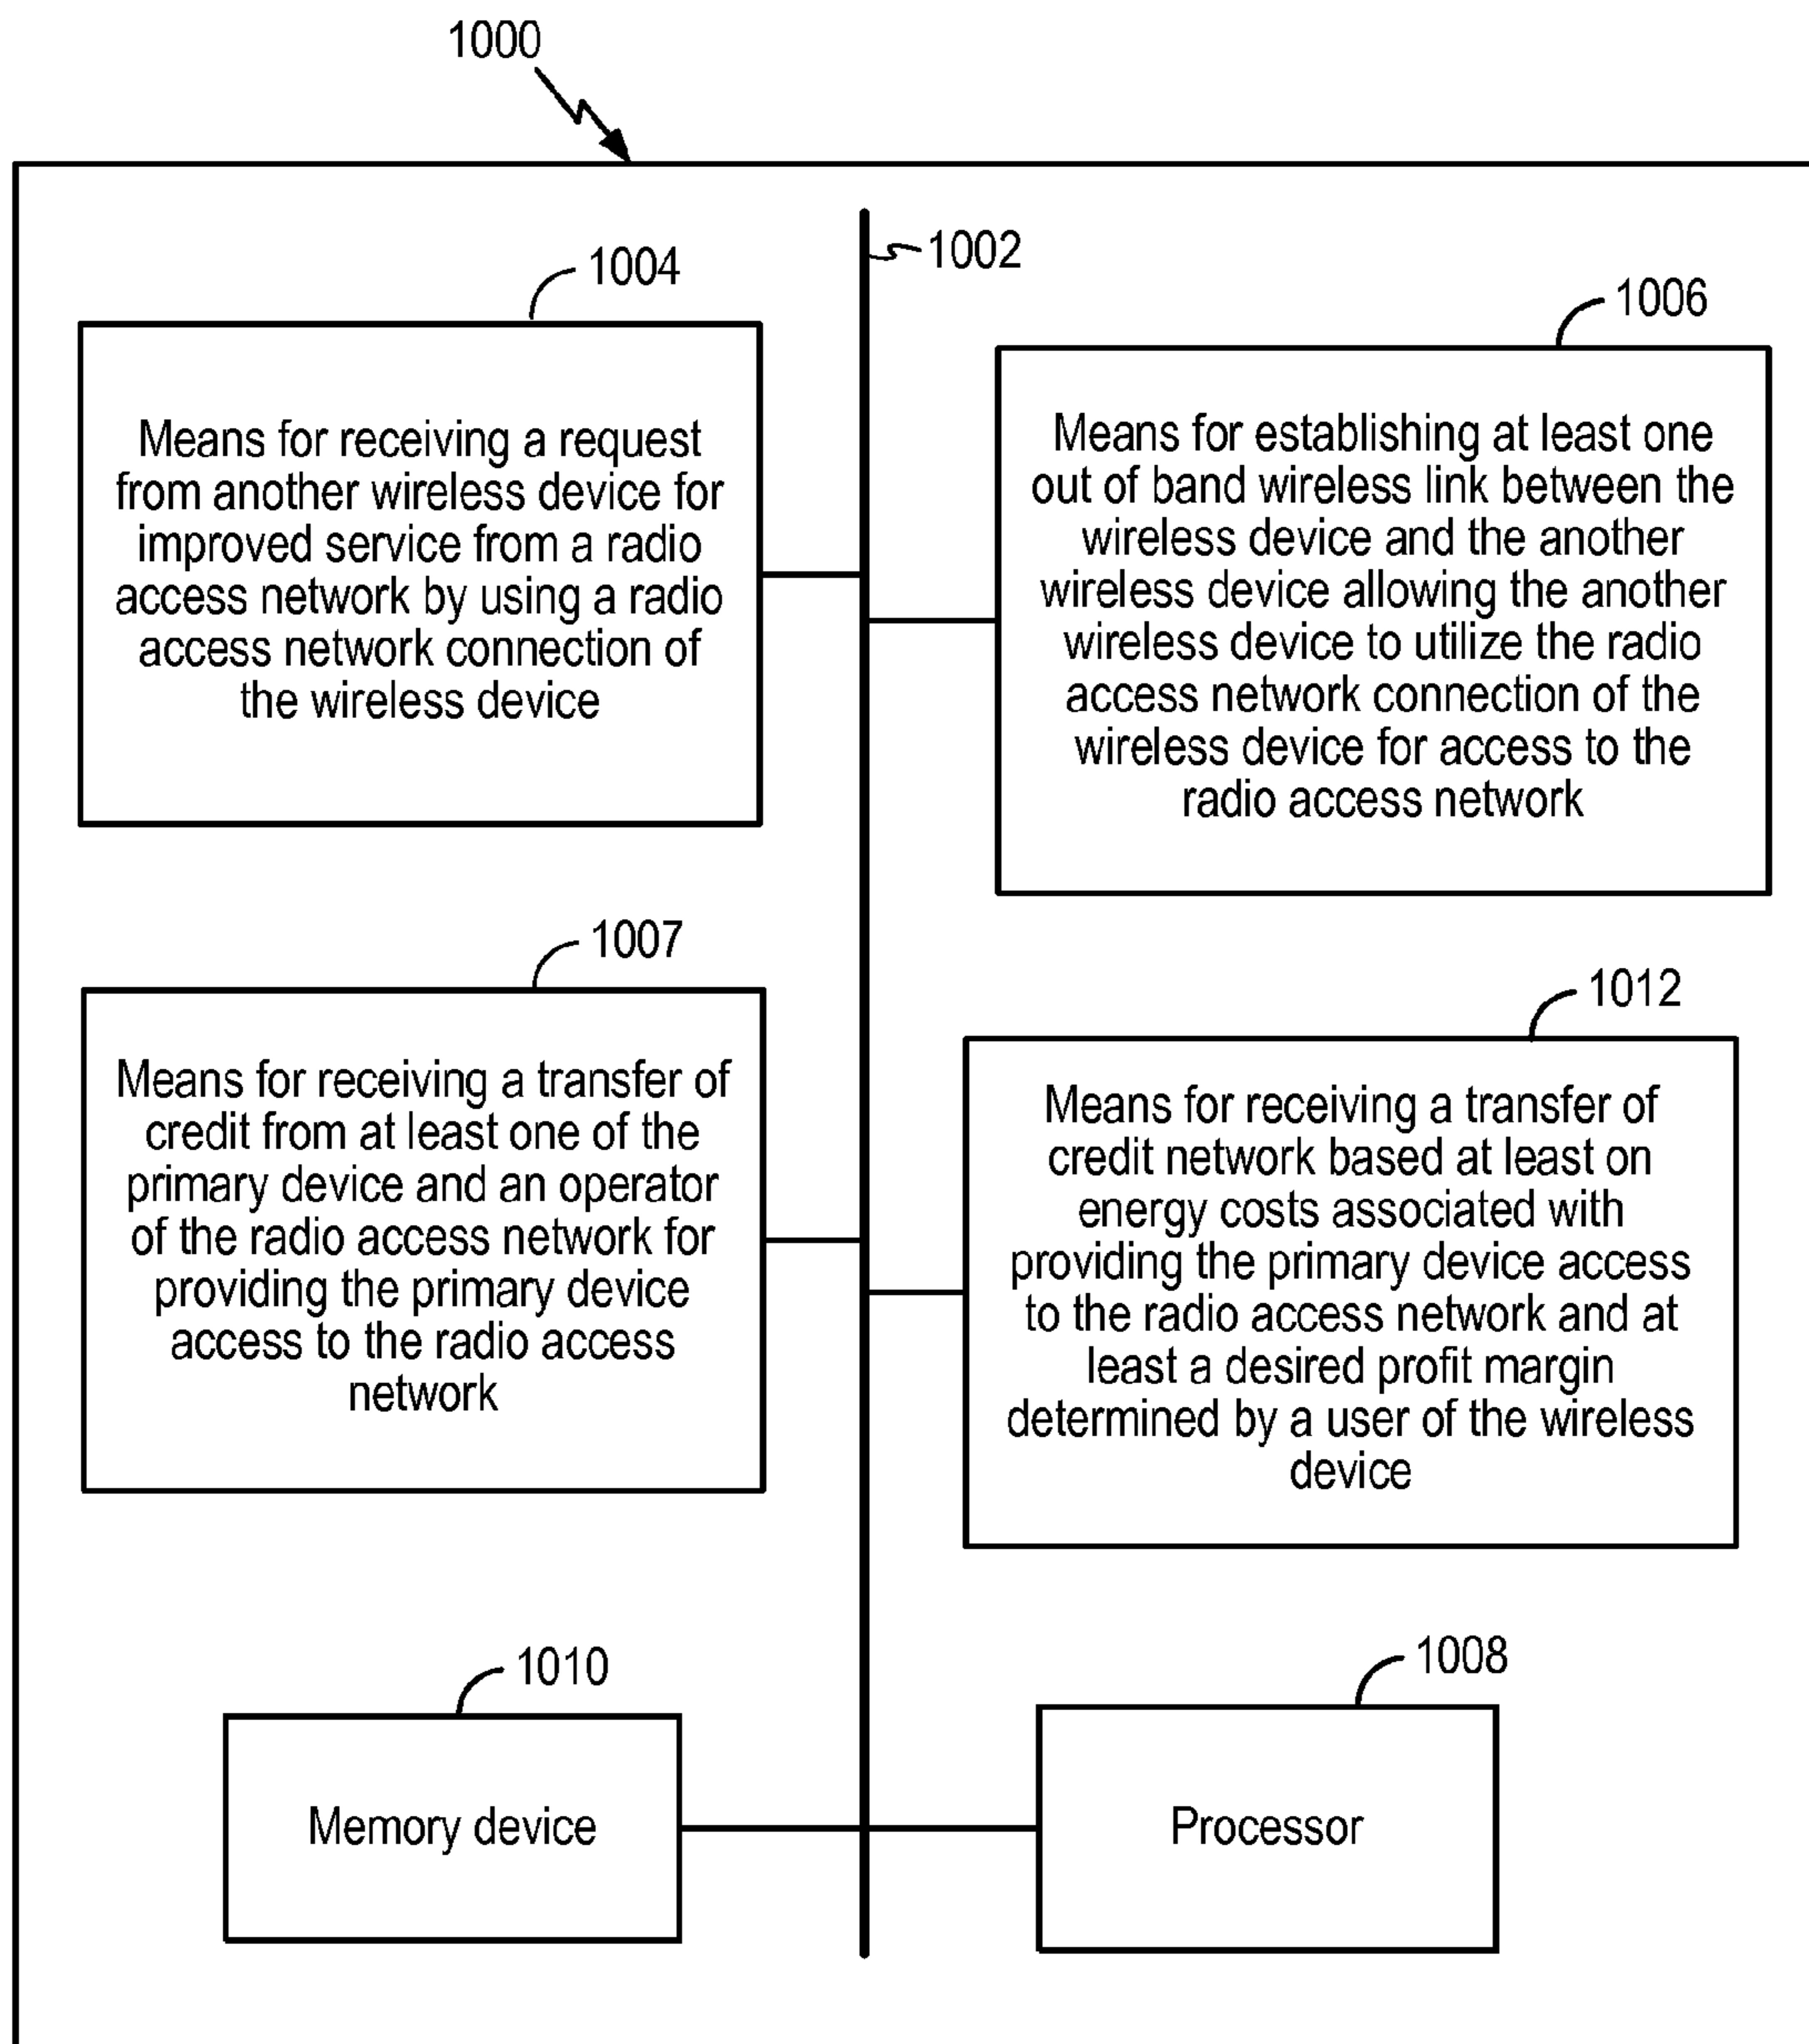 1000
1002
1004
Means for receiving a request
from another wireless device for
improved service from a radio
access network by using a radio
access network connection of
the wireless device
1006
Means for establishing at least one
out of band wireless link between the
wireless device and the another
wireless device allowing the another
wireless device to utilize the radio
access network connection of the
wireless device for access to the
radio access network
1007
Means for receiving a transfer of
credit from at least one of the
primary device and an operator
of the radio access network for
providing the primary device
access to the radio access
network
1012
Means for receiving a transfer of
credit network based at least on
energy costs associated with
providing the primary device access
to the radio access network and at
least a desired profit margin
determined by a user of the wireless
device
1010
Memory device
1008
Processor